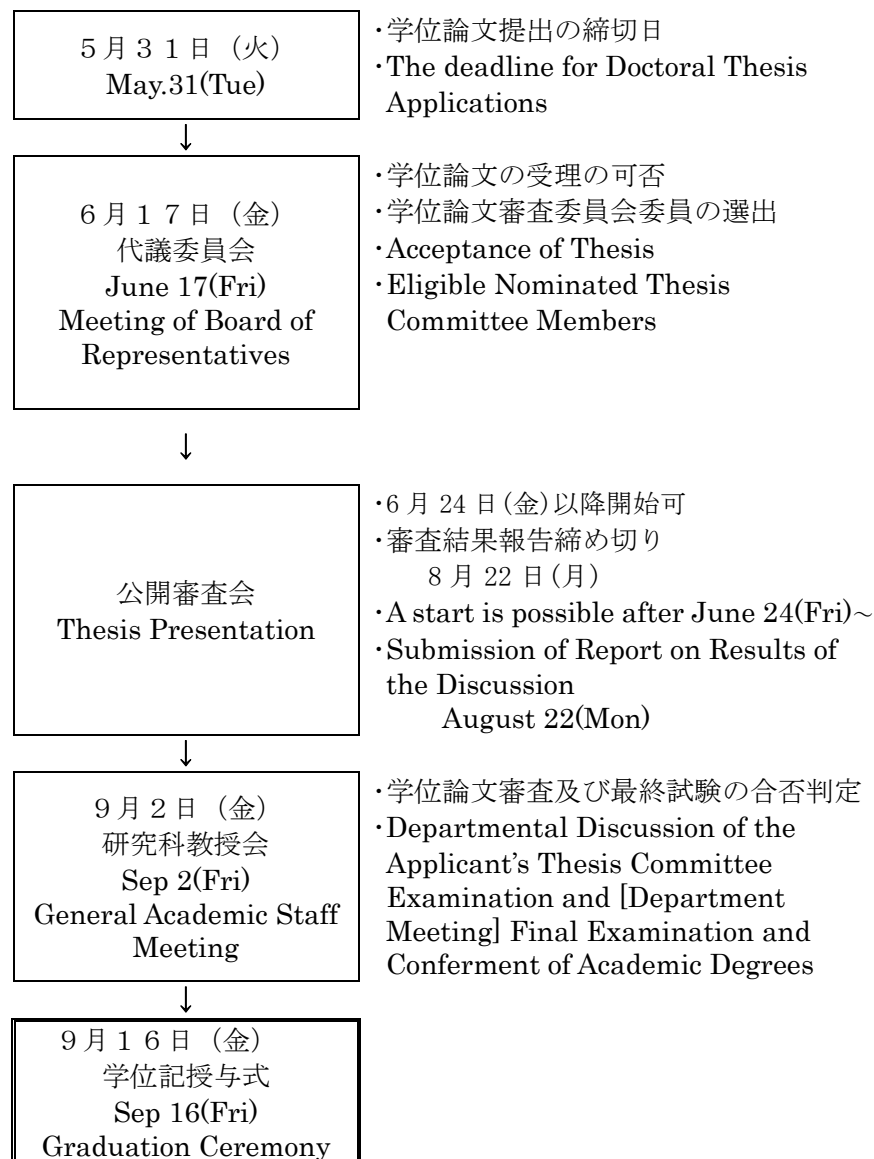 ５月３１日（火）
May.31(Tue)
・学位論文提出の締切日
・The deadline for Doctoral Thesis
Applications
↓
６月１７日（金）
代議委員会
June 17(Fri)
Meeting of Board of
Representatives
・学位論文の受理の可否
・学位論文審査委員会委員の選出
・Acceptance of Thesis
・Eligible Nominated Thesis
Committee Members
↓
公開審査会
Thesis Presentation
・6 月 24 日(金)以降開始可
・審査結果報告締め切り
8 月 22 日(月)
・A start is possible after June 24(Fri)~
・Submission of Report on Results of
the Discussion
August 22(Mon)
↓
９月２日（金）
研究科教授会
Sep 2(Fri)
General Academic Staff
Meeting
・学位論文審査及び最終試験の合否判定
・Departmental Discussion of the
Applicant’s Thesis Committee
Examination and [Department
Meeting] Final Examination and
Conferment of Academic Degrees
↓
９月１６日（金）
学位記授与式
Sep 16(Fri)
Graduation Ceremony